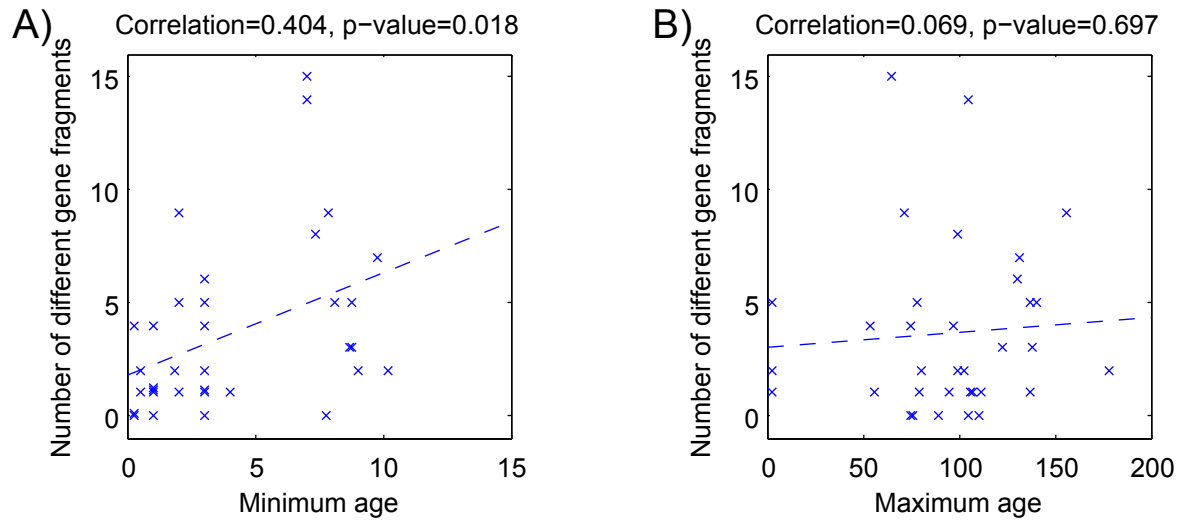 A)
Correlation=0.404, p−value=0.018
Number of different gene fragments
15
10
5
0
0 5 10 15
Minimum age
B)
Correlation=0.069, p−value=0.697
Number of different gene fragments
15
10
5
0
0 50 100 150 200
Maximum age